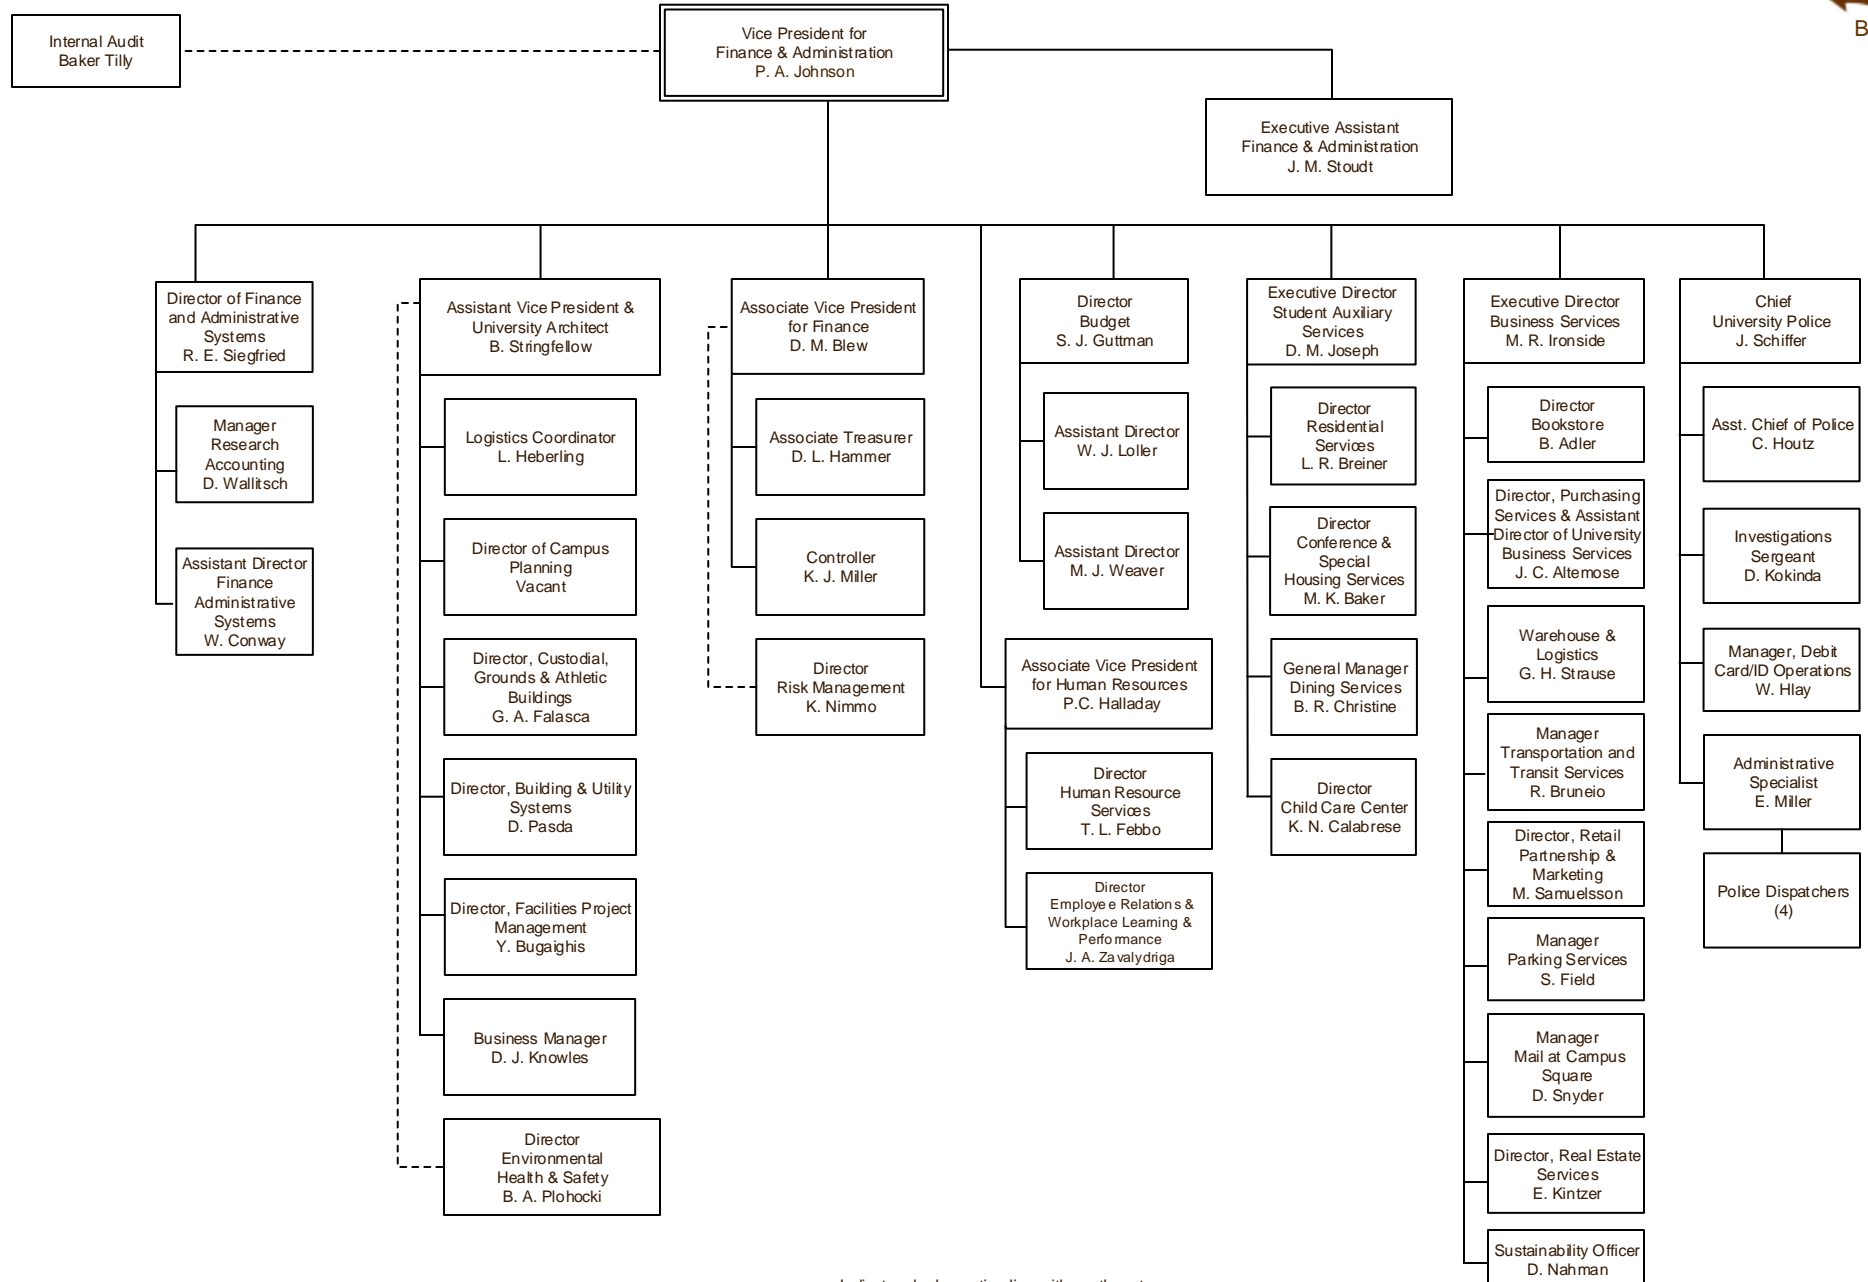 Internal Audit
Baker Tilly
Vice President for
Finance & Administration
P. A. Johnson
B
Executive Assistant
Finance & Administration
J. M. Stoudt
Director of Finance
and Administrative
Systems
R. E. Siegfried
Manager
Research
Accounting
D. Wallitsch
Assistant Director
Finance
Administrative
Systems
W. Conway
Assistant Vice President &
University Architect
B. Stringfellow
Logistics Coordinator
L. Heberling
Director of Campus
Planning
Vacant
Director, Custodial,
Grounds & Athletic
Buildings
G. A. Falasca
Director, Building & Utility
Systems
D. Pasda
Director, Facilities Project
Management
Y. Bugaighis
Business Manager
D. J. Knowles
Director
Environmental
Health & Safety
B. A. Plohocki
Associate Vice President
for Finance
D. M. Blew
Associate Treasurer
D. L. Hammer
Controller
K. J. Miller
Director
Risk Management
K. Nimmo
Director
Budget
S. J. Guttman
Assistant Director
W. J. Loller
Assistant Director
M. J. Weaver
Associate Vice President
for Human Resources
P.C. Halladay
Director
Human Resource
Services
T. L. Febbo
Director
Employee Relations &
Workplace Learning &
Performance
J. A. Zavalydriga
Executive Director
Student Auxiliary
Services
D. M. Joseph
Director
Residential
Services
L. R. Breiner
Director
Conference &
Special
Housing Services
M. K. Baker
General Manager
Dining Services
B. R. Christine
Director
Child Care Center
K. N. Calabrese
Executive Director
Business Services
M. R. Ironside
Director
Bookstore
B. Adler
Director, Purchasing
Services & Assistant
Director of University
Business Services
J. C. Altemose
Warehouse &
Logistics
G. H. Strause
Manager
Transportation and
Transit Services
R. Bruneio
Director, Retail
Partnership &
Marketing
M. Samuelsson
Manager
Parking Services
S. Field
Manager
Mail at Campus
Square
D. Snyder
Director, Real Estate
Services
E. Kintzer
Sustainability Officer
D. Nahman
Chief
University Police
J. Schiffer
Asst. Chief of Police
C. Houtz
Investigations
Sergeant
D. Kokinda
Manager, Debit
Card/ID Operations
W. Hlay
Administrative
Specialist
E. Miller
Police Dispatchers
(4)